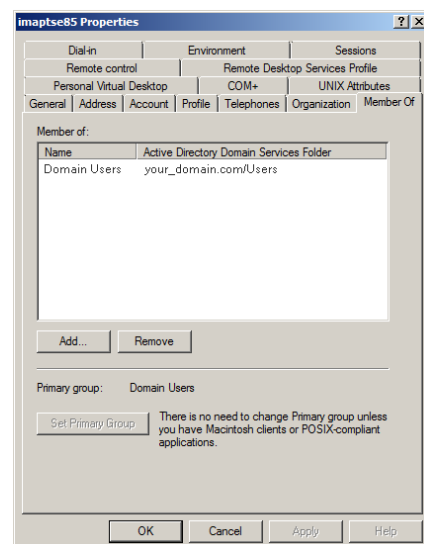 imaptse85 Properties ? X
Dial-in Environment Sessions
Remote control Remote Desktop Services Profile
Personal Virtual Desktop COM+ UNIX Attributes
General Address Account Profile Telephones Organization Member Of
Member of:
Name Active Directory Domain Services Folder
Domain Users your_domain.com/Users
Add... Remove
Primary group: Domain Users
Set Primary Group
There is no need to change Primary group unless
you have Macintosh clients or POSIX-compliant
applications.
OK Cancel Apply Help